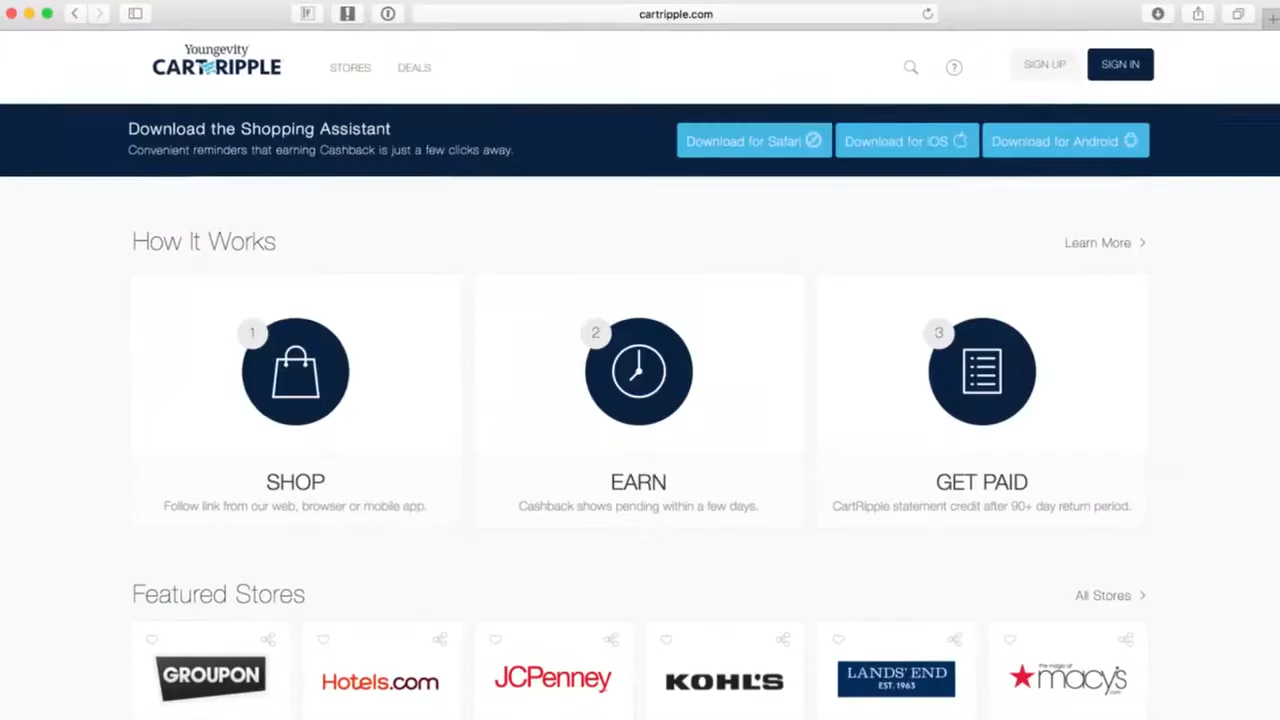 cartripple.com
Youngevity
CARTRIPPLE
STORES
DEALS
?
SIGN UP
SIGN IN
Download the Shopping Assistant
Convenient reminders that earning Cashback is just a few clicks away.
Download for Safari
Download for iOS
Download for Android
How It Works
Learn More >
1
2
3
SHOP
EARN
GET PAID
Follow link from our web, browser or mobile app.
Cashback shows pending within a few days.
CartRipple statement credit after 90+ day return period.
Featured Stores
All Stores >
GROUPON
Hotels.com
JCPenney
KOHL'S
LANDS' END
EST. 1963
the magic of
macy's
.com